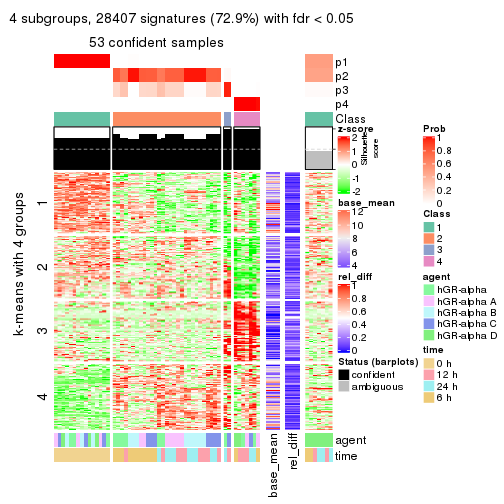 4 subgroups, 28407 signatures (72.9%) with fdr < 0.05
53 confident samples
p1
p2
p3
p4
Class
Silhouette
score
1
2
3
4
k-means with 4 groups
base_mean
rel_diff
agent
time
z-score
2
1
0
-1
-2
base_mean
12
10
8
6
4
rel_diff
1
0.8
0.6
0.4
0.2
0
Status (barplots)
confident
ambiguous
Prob
1
0.8
0.6
0.4
0.2
0
Class
1
2
3
4
agent
hGR-alpha
hGR-alpha A
hGR-alpha B
hGR-alpha C
hGR-alpha D
time
0 h
12 h
24 h
6 h